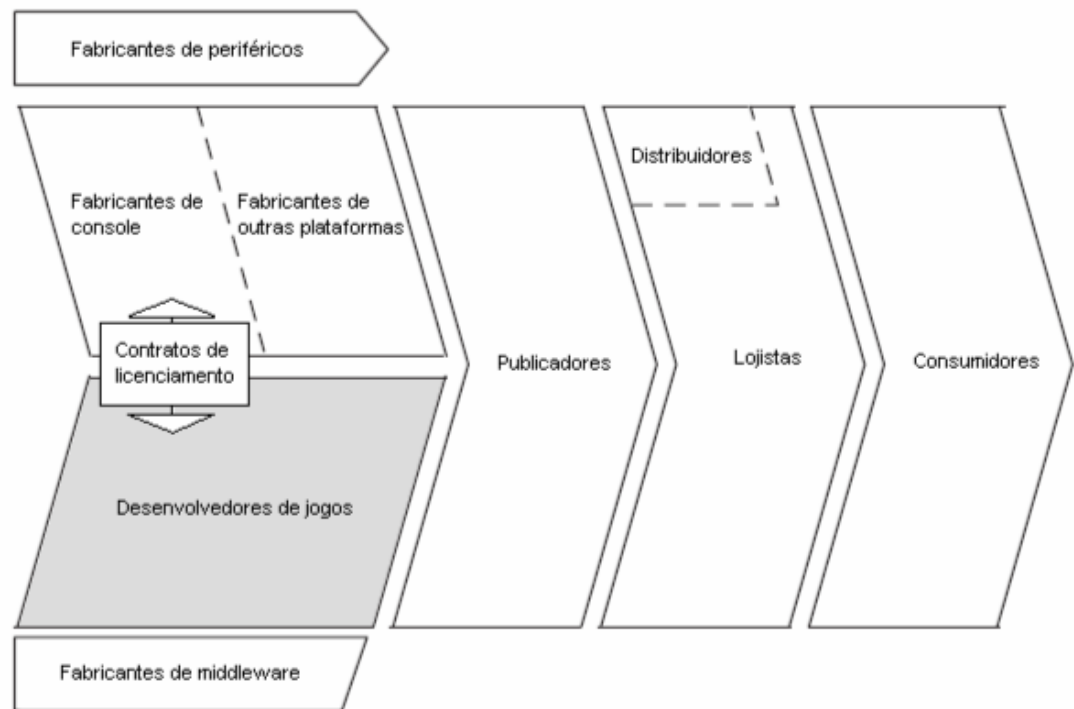 Fabricantes de periféricos
Fabricantes de
console
Fabricantes de
outras plataformas
Distribuidores
Contratos de
licenciamento
Publicadores
Lojistas
Consumidores
Desenvolvedores de jogos
Fabricantes de middleware